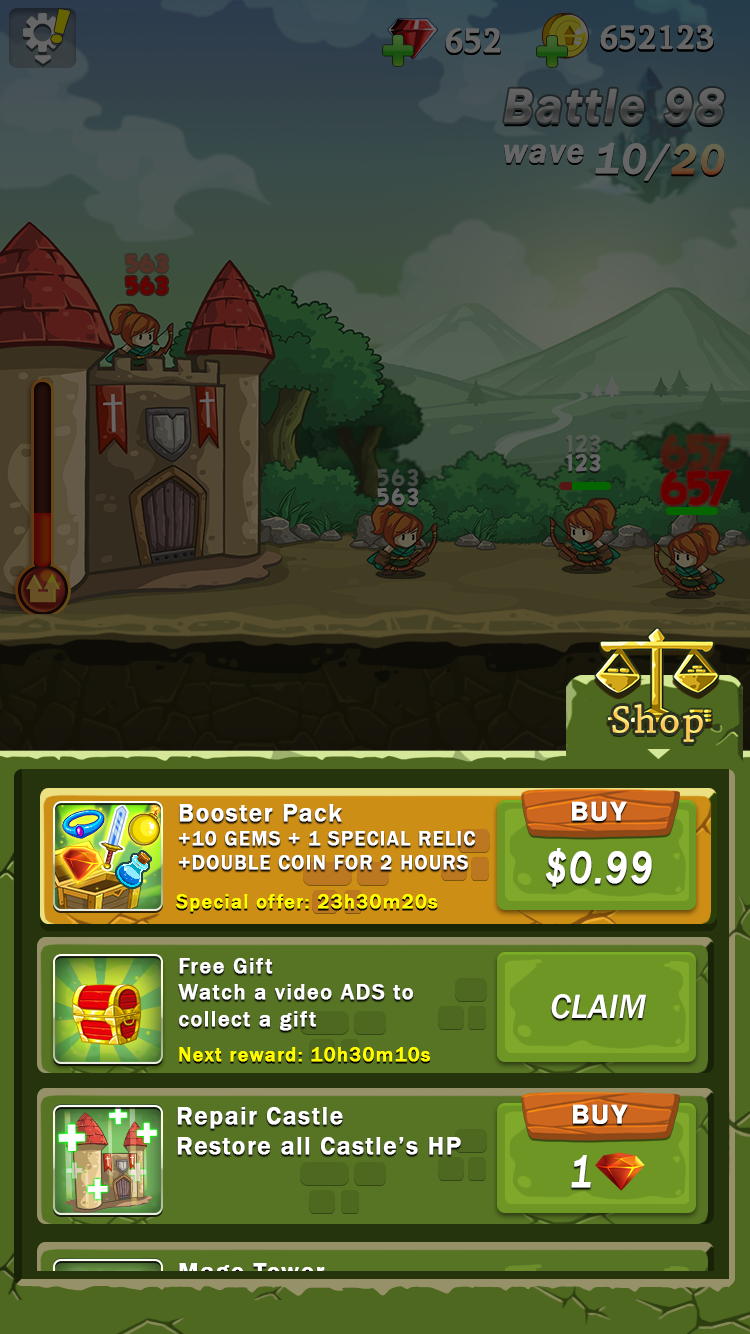 652
652123
Battle 98
wave 10/20
563
563
563
563
123
123
657
657
Shop
Booster Pack
+10 GEMS + 1 SPECIAL RELIC
+DOUBLE COIN FOR 2 HOURS
Special offer: 23h30m20s
BUY
$0.99
Free Gift
Watch a video ADS to
collect a gift
Next reward: 10h30m10s
CLAIM
Repair Castle
Restore all Castle’s HP
BUY
1
Mage Tower